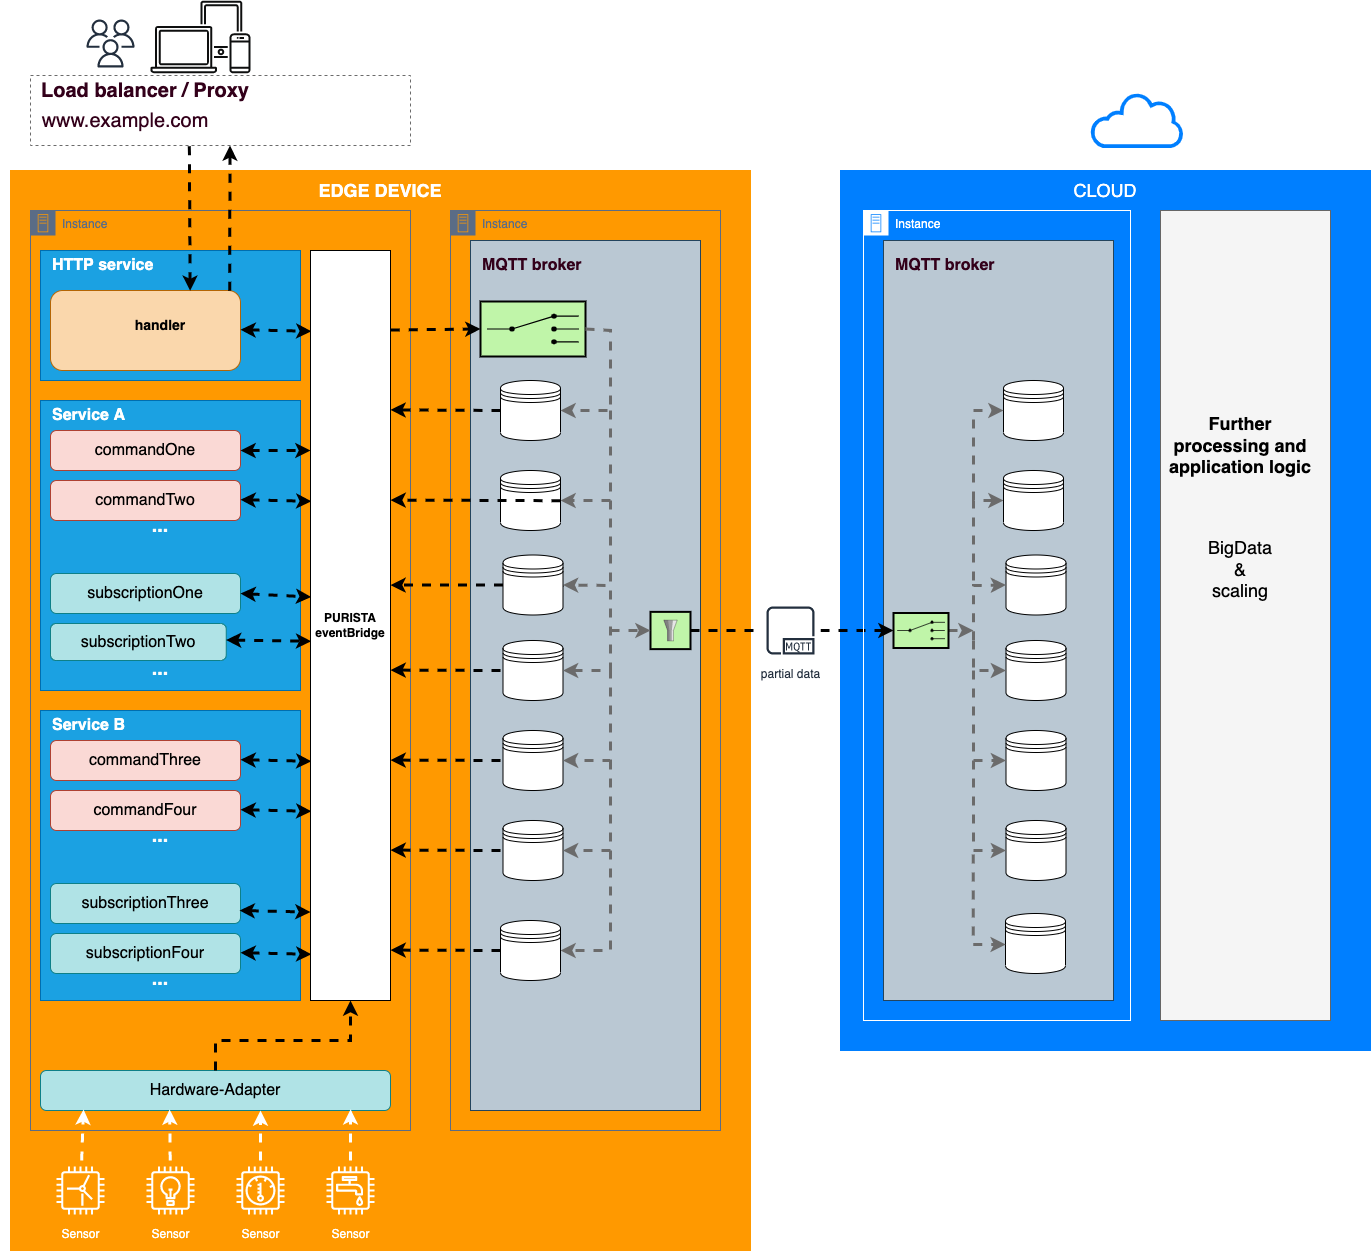 Load balancer / Proxy
www.example.com
EDGE DEVICE
Instance
HTTP service
handler
Service A
commandOne
commandTwo
...
subscriptionOne
subscriptionTwo
...
Service B
commandThree
commandFour
...
subscriptionThree
subscriptionFour
...
PURISTA
eventBridge
Hardware-Adapter
Sensor
Sensor
Sensor
Sensor
Instance
MQTT broker
MQTT
partial data
CLOUD
Instance
MQTT broker
Further
processing and
application logic
BigData
&
scaling